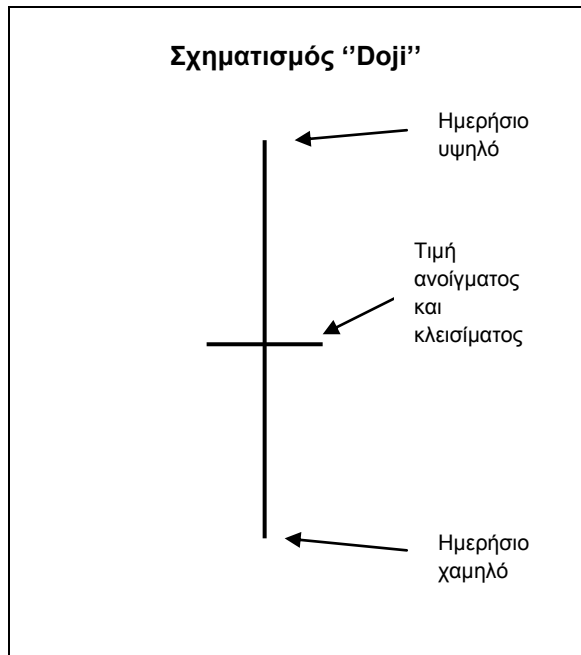 Σχηματισμός ‘’Doji’’
Ημερήσιο
υψηλό
Τιμή
ανοίγματος
και
κλεισίματος
Ημερήσιο
χαμηλό